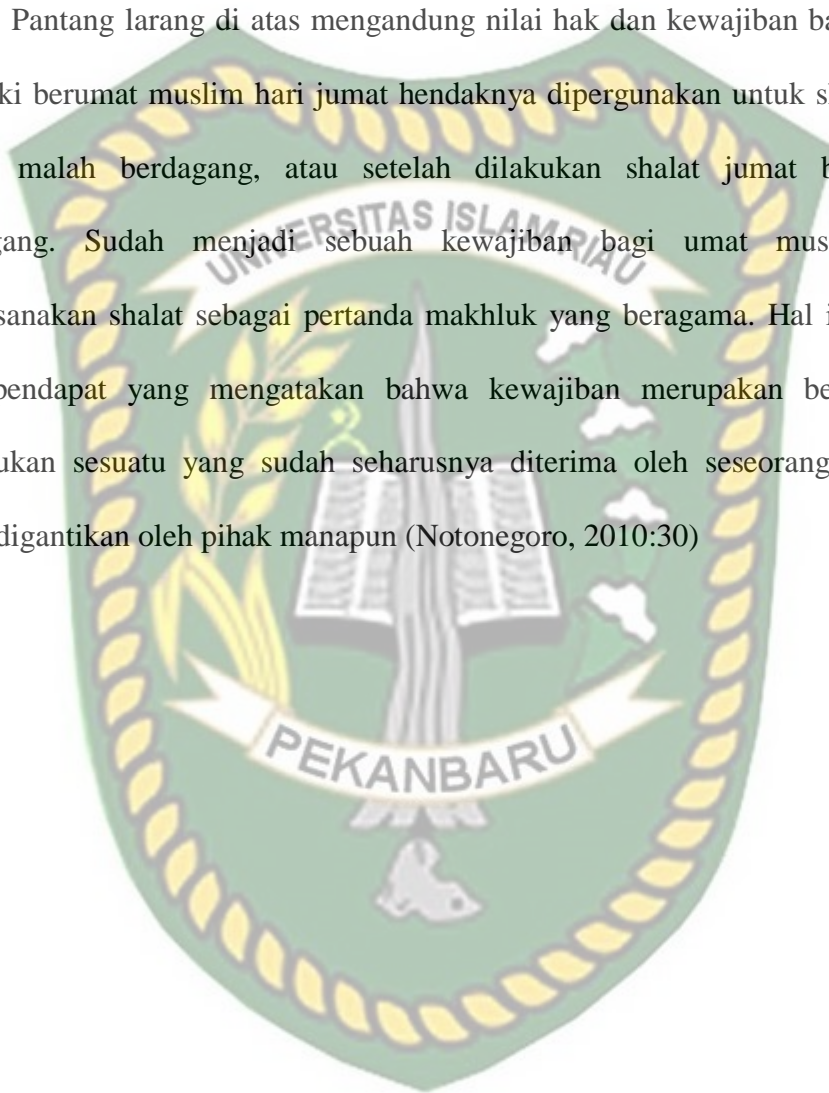 Pantang larang di atas mengandung nilai hak dan kewajiban ba
ki berumat muslim hari jumat hendaknya dipergunakan untuk s
malah berdagang, atau setelah dilakukan shalat jumat b
gang. Sudah menjadi sebuah kewajiban bagi umat mus
sanakan shalat sebagai pertanda makhluk yang beragama. Hal i
pendapat yang mengatakan bahwa kewajiban merupakan be
ukan sesuatu yang sudah seharusnya diterima oleh seseorang
digantikan oleh pihak manapun (Notonegoro, 2010:30)
UNIVERSITAS ISLAM RIAU
PEKANBARU